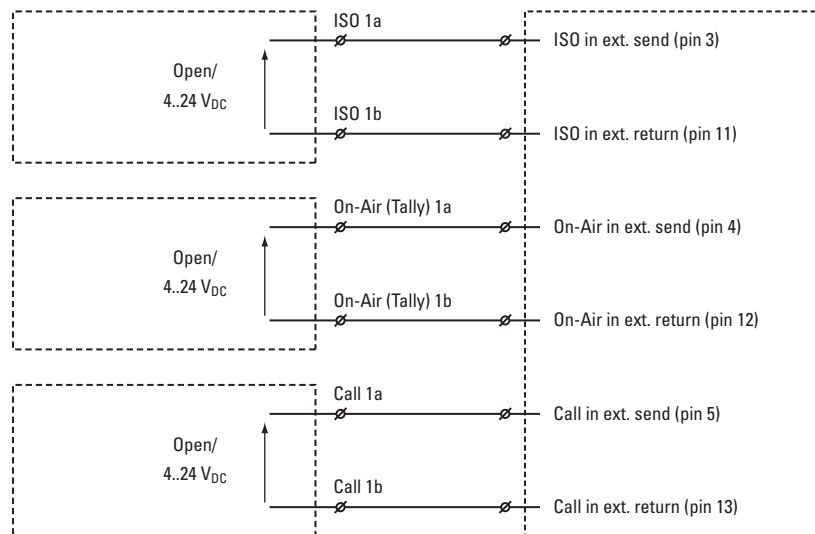 ISO 1a
ISO in ext. send (pin 3)
Open/
4..24 VDC
ISO 1b
ISO in ext. return (pin 11)
On-Air (Tally) 1a
On-Air in ext. send (pin 4)
Open/
4..24 VDC
On-Air (Tally) 1b
On-Air in ext. return (pin 12)
Call 1a
Call in ext. send (pin 5)
Open/
4..24 VDC
Call 1b
Call in ext. return (pin 13)